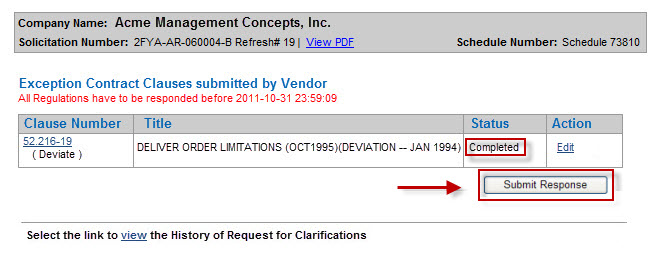 Company Name: Acme Management Concepts, Inc.
Solicitation Number: 2FYA-AR-060004-B Refresh# 19 | View PDF Schedule Number: Schedule 73810
Exception Contract Clauses submitted by Vendor
All Regulations have to be responded before 2011-10-31 23:59:09
Clause Number Title Status Action
52.216-19 DELIVER ORDER LIMITATIONS (OCT1995)(DEVIATION -- JAN 1994) Completed Edit
( Deviate )
Submit Response
Select the link to view the History of Request for Clarifications